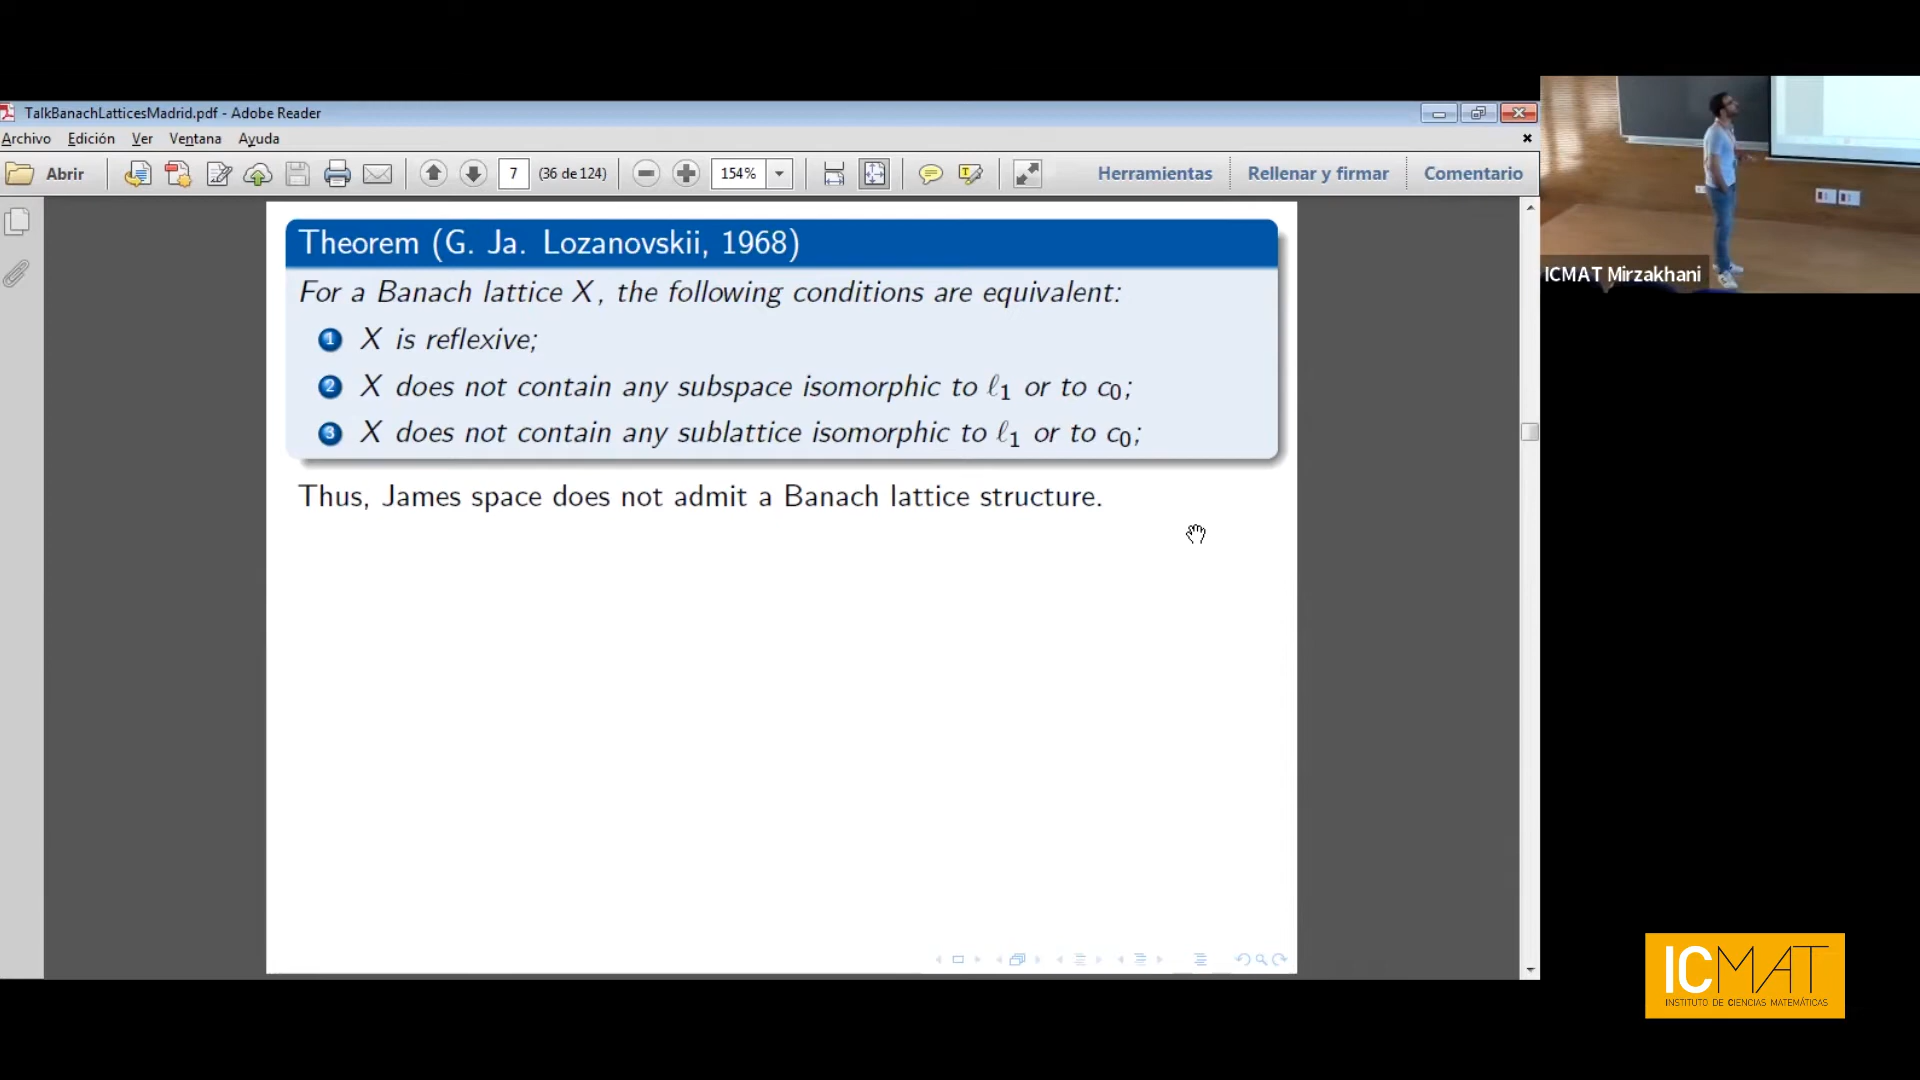 TalkBanachLatticesMadrid.pdf - Adobe Reader
Archivo Edición Ver Ventana Ayuda
Abrir 7 (36 de 124) 154% Herramientas Rellenar y firmar Comentario
Theorem (G. Ja. Lozanovskii, 1968)
For a Banach lattice X, the following conditions are equivalent:
1 X is reflexive;
2 X does not contain any subspace isomorphic to ℓ₁ or to c₀;
3 X does not contain any sublattice isomorphic to ℓ₁ or to c₀;
Thus, James space does not admit a Banach lattice structure.
ICMAT Mirzakhani
ICMAT
INSTITUTO DE CIENCIAS MATEMÁTICAS